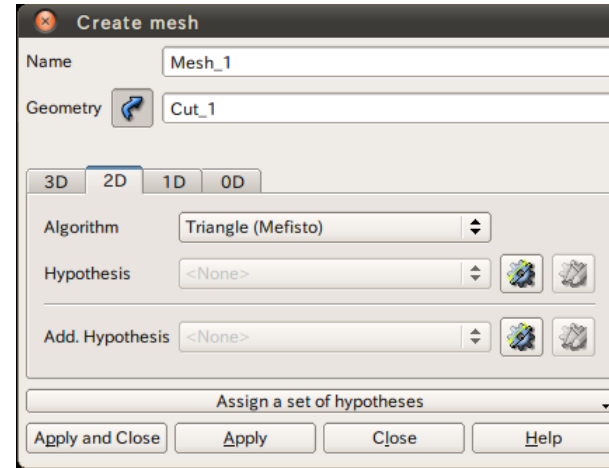 Create mesh
Name Mesh_1
Geometry Cut_1
3D 2D 1D 0D
Algorithm Triangle (Mefisto)
Hypothesis <None>
Add. Hypothesis <None>
Assign a set of hypotheses
Apply and Close Apply Close Help